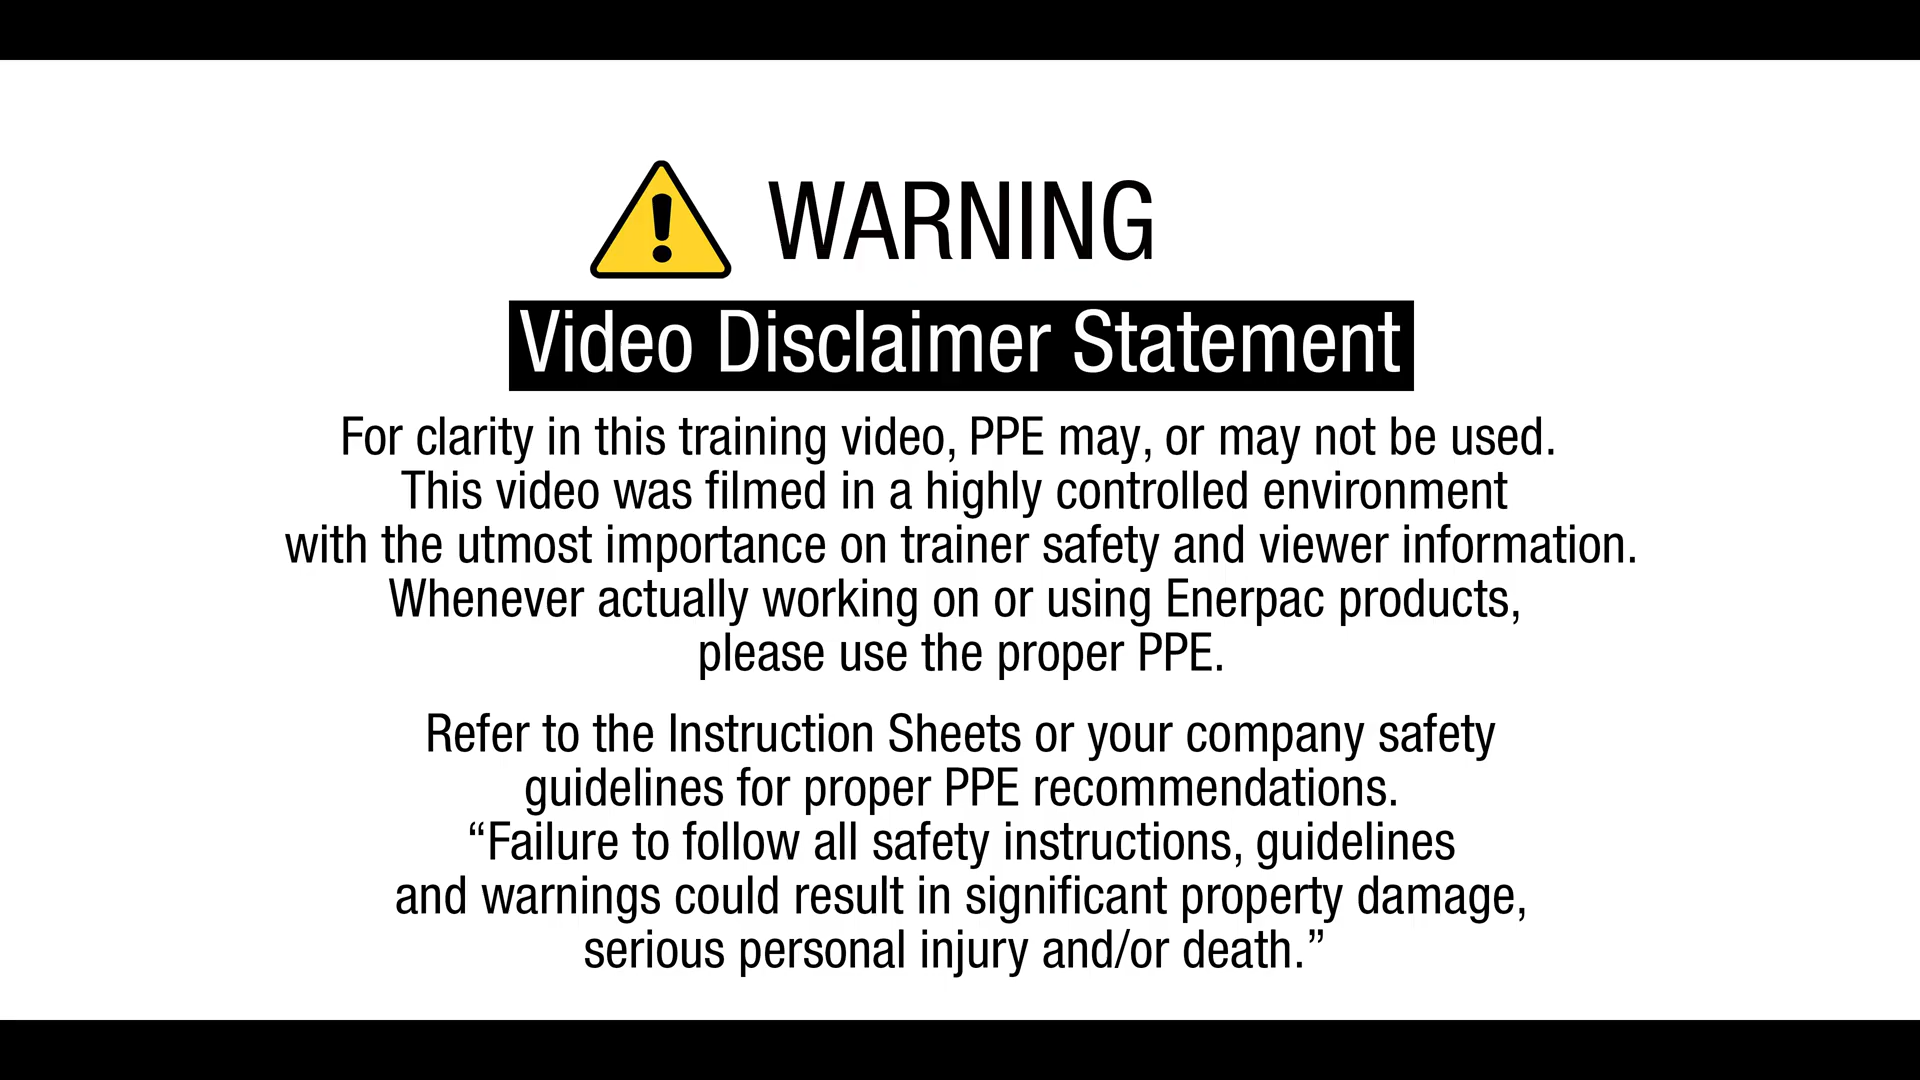 WARNING
Video Disclaimer Statement
For clarity in this training video, PPE may, or may not be used.
This video was filmed in a highly controlled environment
with the utmost importance on trainer safety and viewer information.
Whenever actually working on or using Enerpac products,
please use the proper PPE.
Refer to the Instruction Sheets or your company safety
guidelines for proper PPE recommendations.
“Failure to follow all safety instructions, guidelines
and warnings could result in significant property damage,
serious personal injury and/or death.”